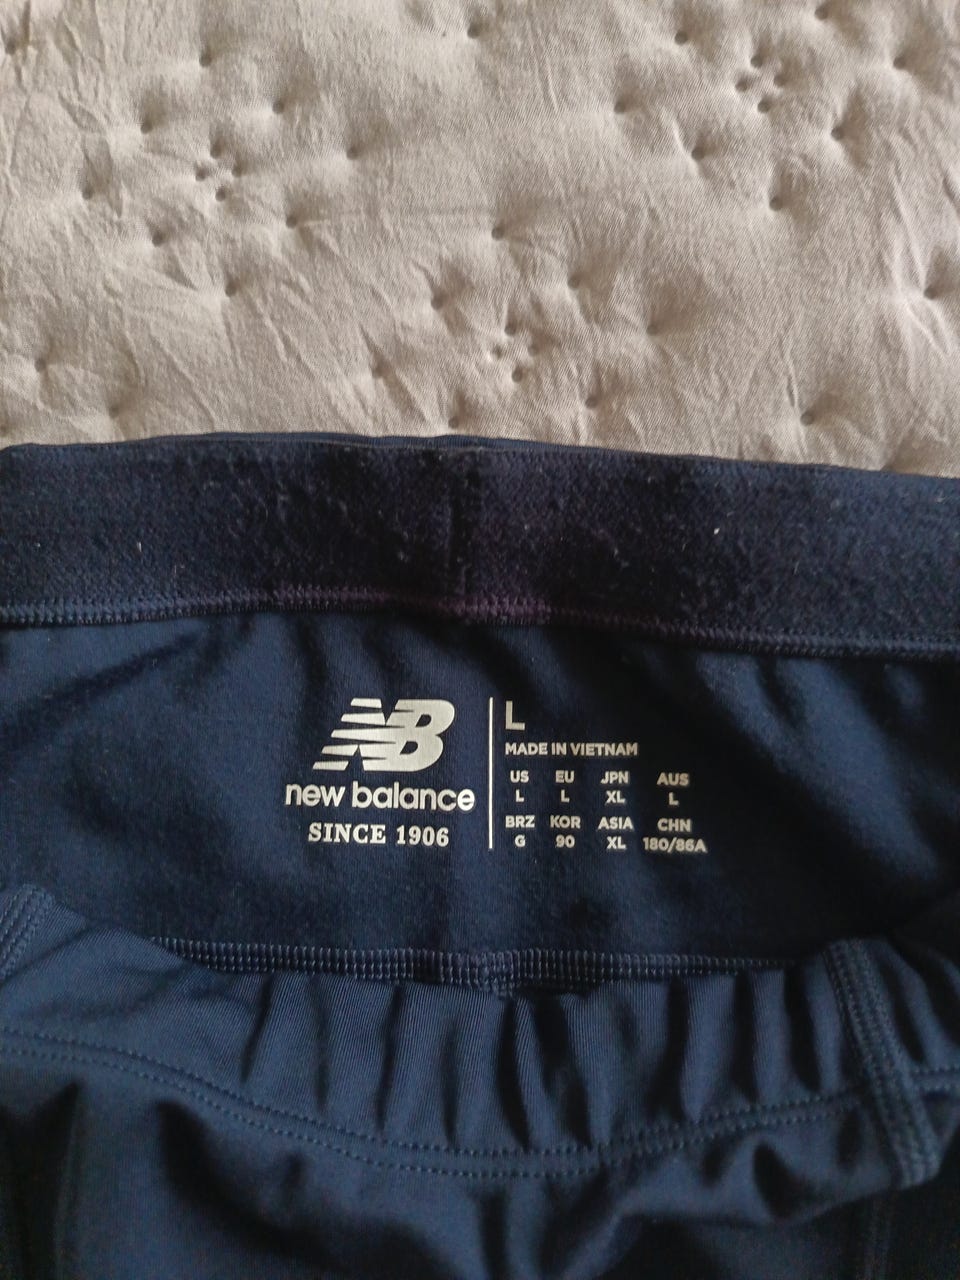 NB
new balance
SINCE 1906
L
MADE IN VIETNAM
US EU JPN AUS
L L XL L
BRZ KOR ASIA CHN
G 90 XL 180/86A